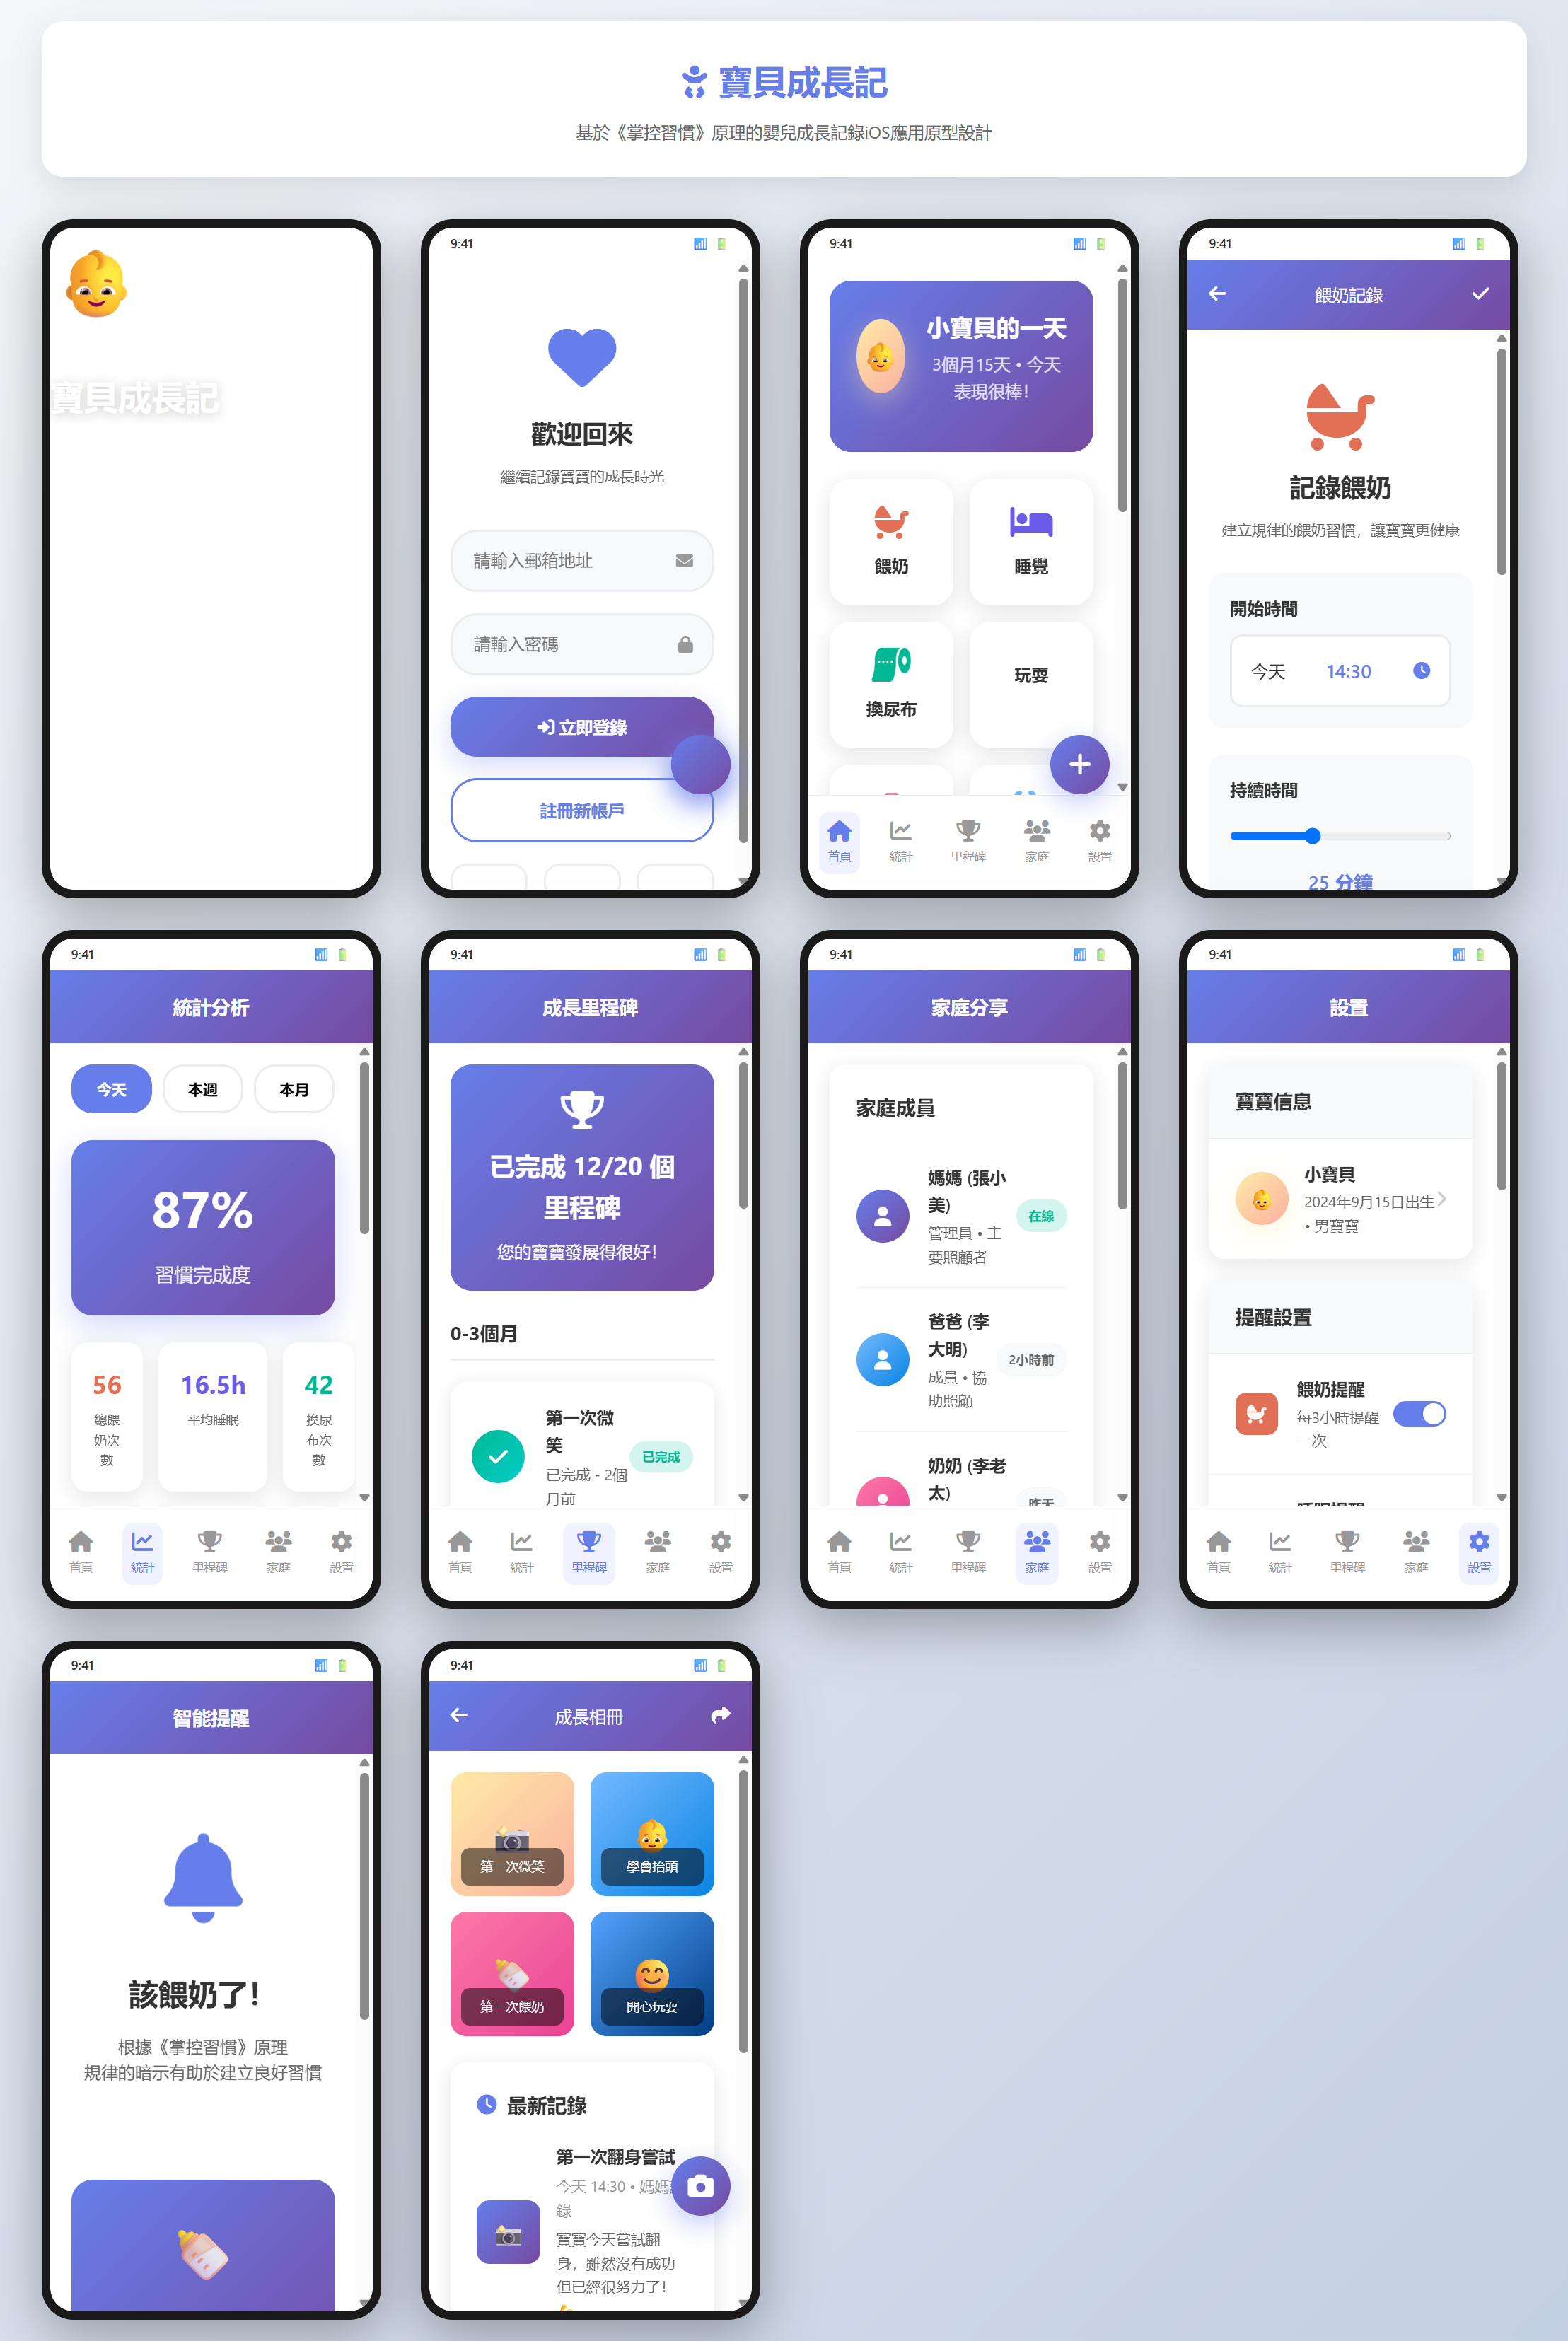 寶貝成長記
基於《掌控習慣》原理的嬰兒成長記錄iOS應用原型設計
寶貝成長記
9:41
歡迎回來
繼續記錄寶寶的成長時光
請輸入郵箱地址
請輸入密碼
立即登錄
註冊新帳戶
9:41
小寶貝的一天
3個月15天 • 今天
表現很棒!
餵奶
睡覺
換尿布
玩耍
首頁
統計
里程碑
家庭
設置
9:41
餵奶記錄
記錄餵奶
建立規律的餵奶習慣，讓寶寶更健康
開始時間
今天
14:30
持續時間
25 分鐘
9:41
統計分析
今天
本週
本月
87%
習慣完成度
56
總餵
奶次
數
16.5h
平均睡眠
42
換尿
布次
數
首頁
統計
里程碑
家庭
設置
9:41
成長里程碑
已完成 12/20 個
里程碑
您的寶寶發展得很好!
0-3個月
第一次微
笑
已完成 - 2個
月前
已完成
首頁
統計
里程碑
家庭
設置
9:41
家庭分享
家庭成員
媽媽 (張小
美)
管理員 • 主
要照顧者
在線
爸爸 (李
大明)
成員 • 協
助照顧
2小時前
奶奶 (李老
太)
昨天
首頁
統計
里程碑
家庭
設置
9:41
設置
寶寶信息
小寶貝
2024年9月15日出生
• 男寶寶
提醒設置
餵奶提醒
每3小時提醒
一次
首頁
統計
里程碑
家庭
設置
9:41
智能提醒
該餵奶了!
根據《掌控習慣》原理
規律的暗示有助於建立良好習慣
9:41
成長相冊
第一次微笑
學會抬頭
第一次餵奶
開心玩耍
最新記錄
第一次翻身嘗試
今天 14:30 • 媽媽
錄
寶寶今天嘗試翻
身，雖然沒有成功
但已經很努力了!